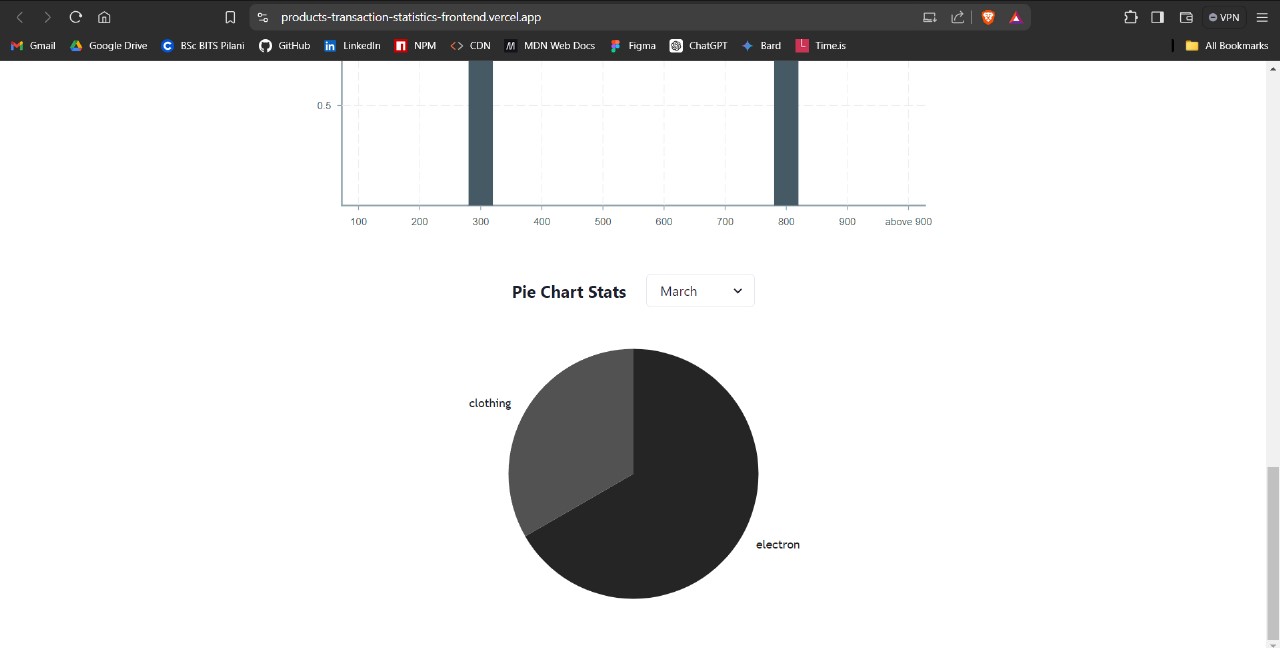 products-transaction-statistics-frontend.vercel.app
VPN
Gmail Google Drive BSc BITS Pilani GitHub LinkedIn NPM CDN MDN Web Docs Figma ChatGPT Bard Time.is All Bookmarks
0.5
100 200 300 400 500 600 700 800 900 above 900
Pie Chart Stats March
clothing
electron